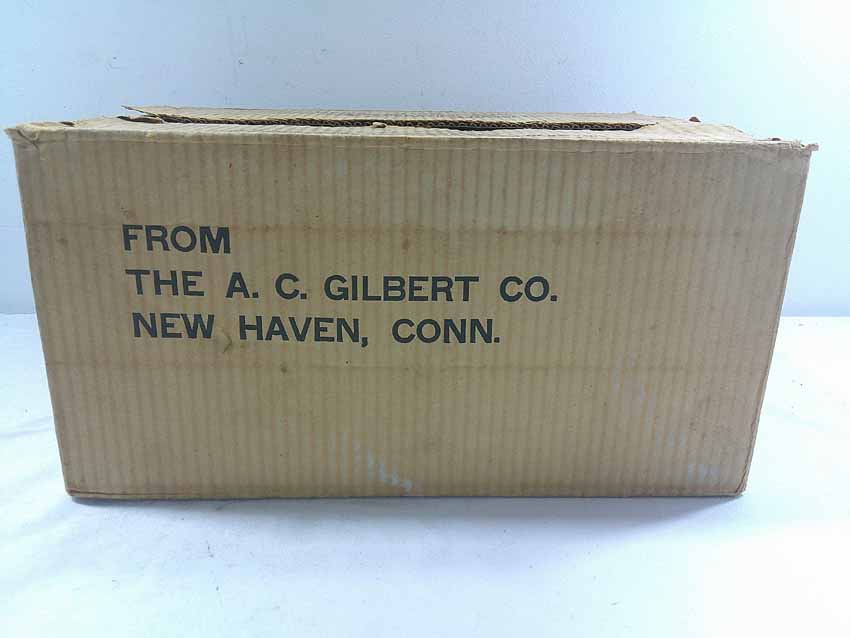 FROM
THE A. C. GILBERT CO.
NEW HAVEN, CONN.